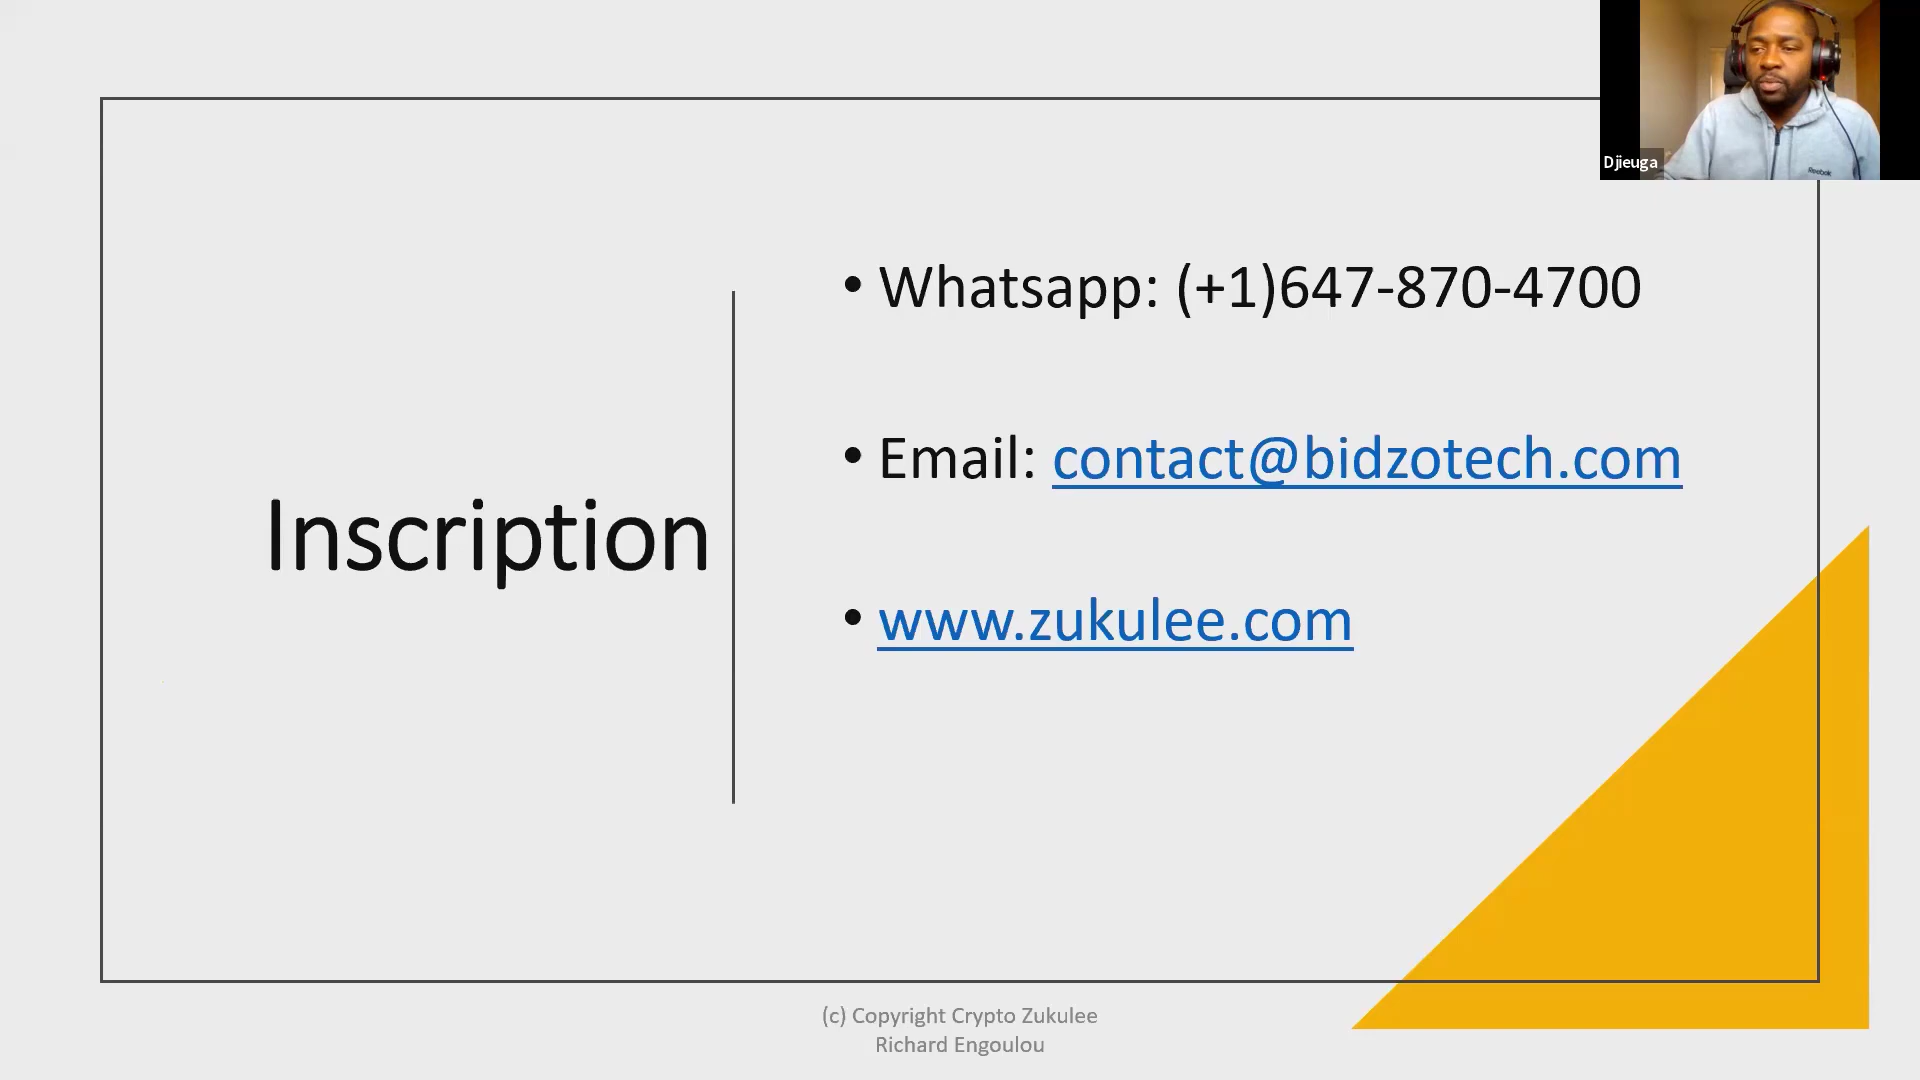 Djieuga
Reebok
Inscription
• Whatsapp: (+1)647-870-4700
• Email: contact@bidzotech.com
• www.zukulee.com
(c) Copyright Crypto Zukulee
Richard Engoulou